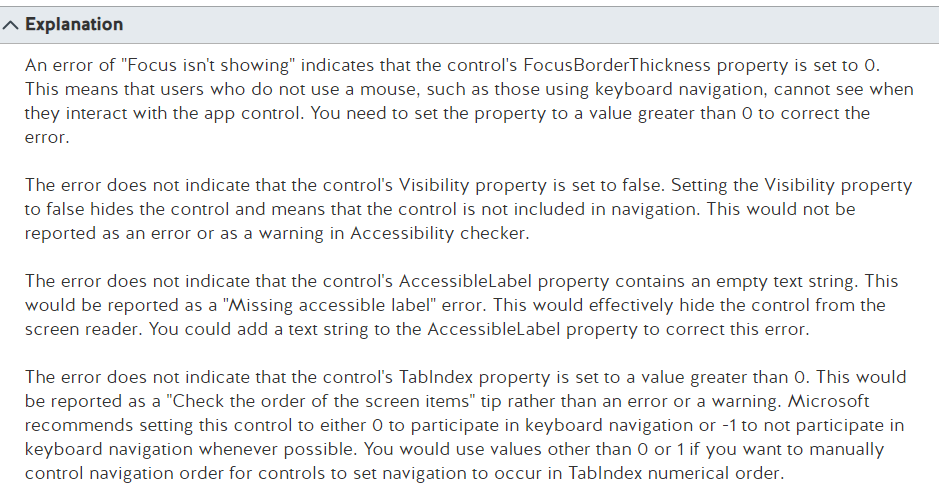 Explanation
An error of "Focus isn't showing" indicates that the control's FocusBorderThickness property is set to 0.
This means that users who do not use a mouse, such as those using keyboard navigation, cannot see when
they interact with the app control. You need to set the property to a value greater than 0 to correct the
error.
The error does not indicate that the control's Visibility property is set to false. Setting the Visibility property
to false hides the control and means that the control is not included in navigation. This would not be
reported as an error or as a warning in Accessibility checker.
The error does not indicate that the control's AccessibleLabel property contains an empty text string. This
would be reported as a "Missing accessible label" error. This would effectively hide the control from the
screen reader. You could add a text string to the AccessibleLabel property to correct this error.
The error does not indicate that the control's TabIndex property is set to a value greater than 0. This would
be reported as a "Check the order of the screen items" tip rather than an error or a warning. Microsoft
recommends setting this control to either 0 to participate in keyboard navigation or -1 to not participate in
keyboard navigation whenever possible. You would use values other than 0 or 1 if you want to manually
control navigation order for controls to set navigation to occur in TabIndex numerical order.